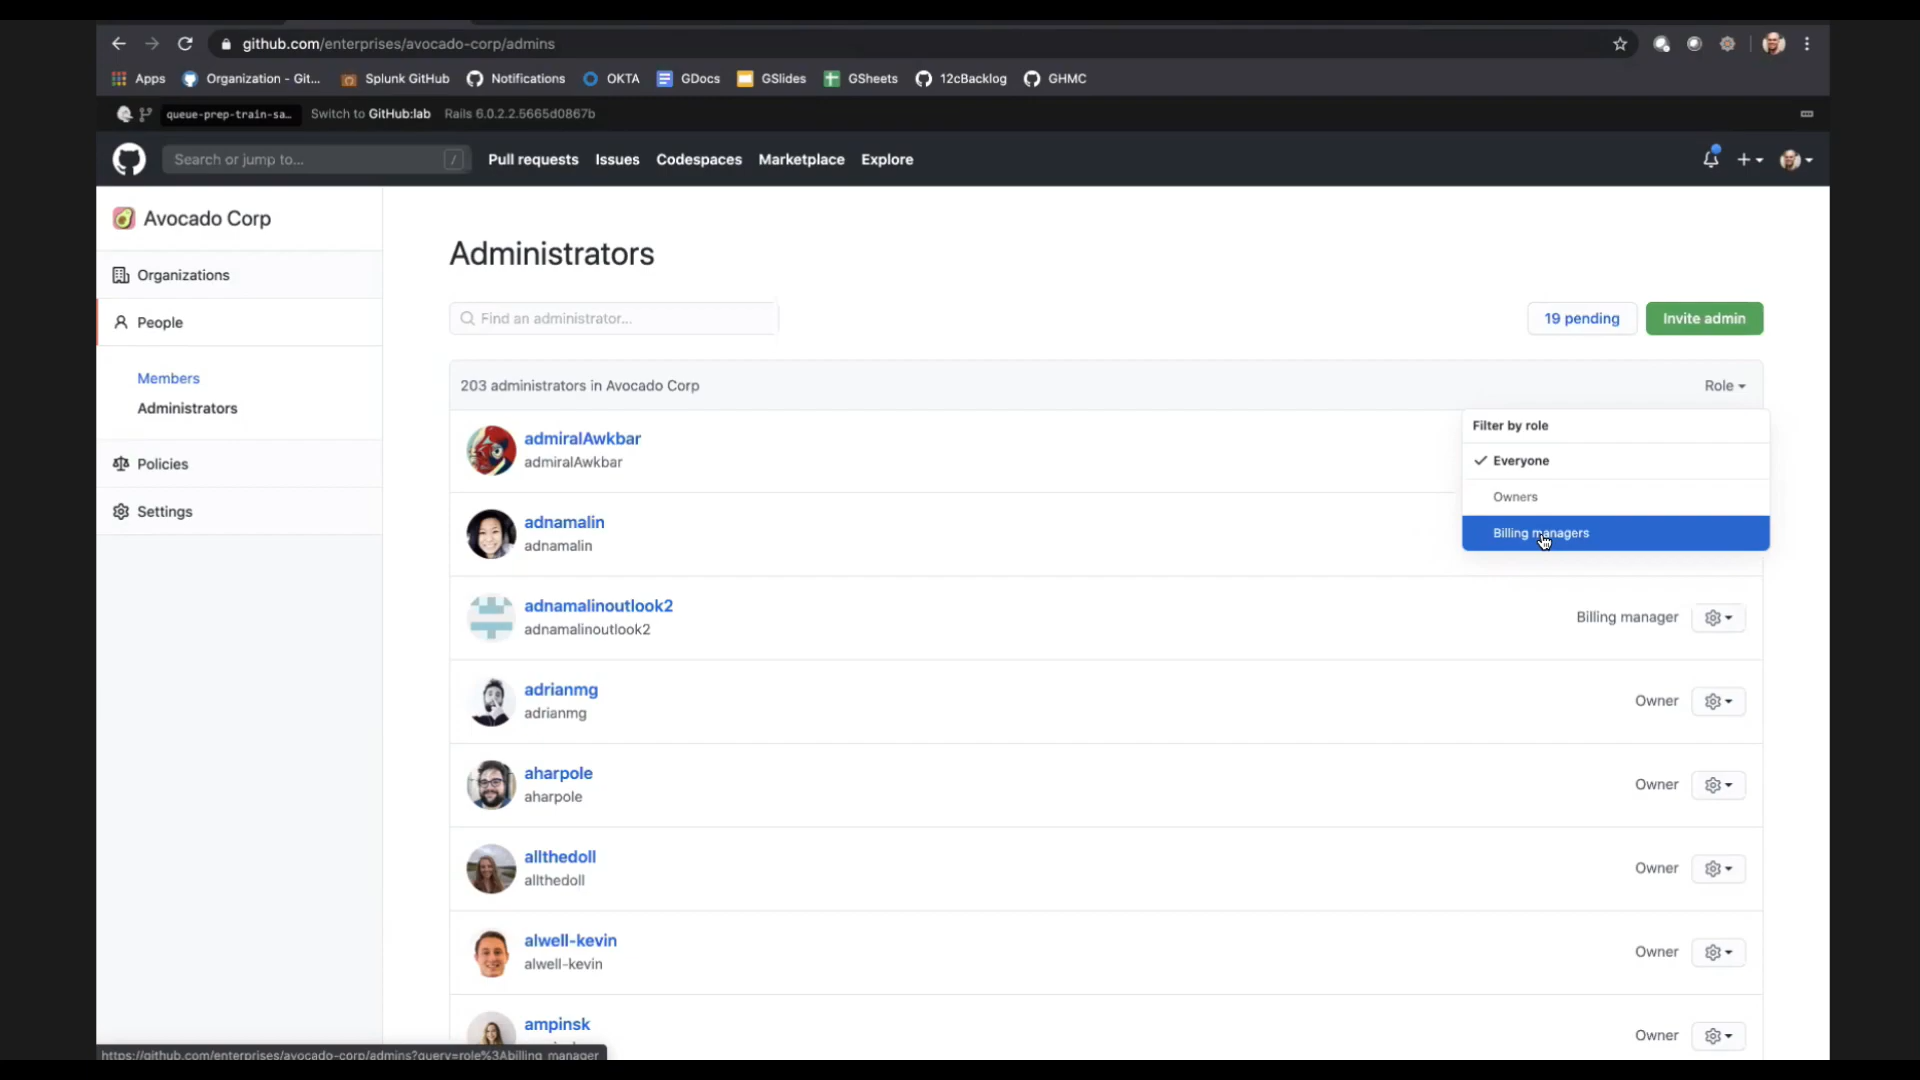 github.com/enterprises/avocado-corp/admins
Apps Organization - Git... Splunk GitHub Notifications OKTA GDocs GSlides GSheets 12cBacklog GHMC
queue-prep-train-sa… Switch to GitHub:lab Rails 6.0.2.2.5665d0867b
Search or jump to... / Pull requests Issues Codespaces Marketplace Explore
Avocado Corp
Organizations
People
Members
Administrators
Policies
Settings
Administrators
Find an administrator...
19 pending
Invite admin
203 administrators in Avocado Corp
Role
Filter by role
Everyone
Owners
Billing managers
admiralAwkbar
admiralAwkbar
adnamalin
adnamalin
adnamalinoutlook2
adnamalinoutlook2
Billing manager
adrianmg
adrianmg
Owner
aharpole
aharpole
Owner
allthedoll
allthedoll
Owner
alwell-kevin
alwell-kevin
Owner
ampinsk
Owner
https://github.com/enterprises/avocado-corp/admins?query=role%3Abilling_manager